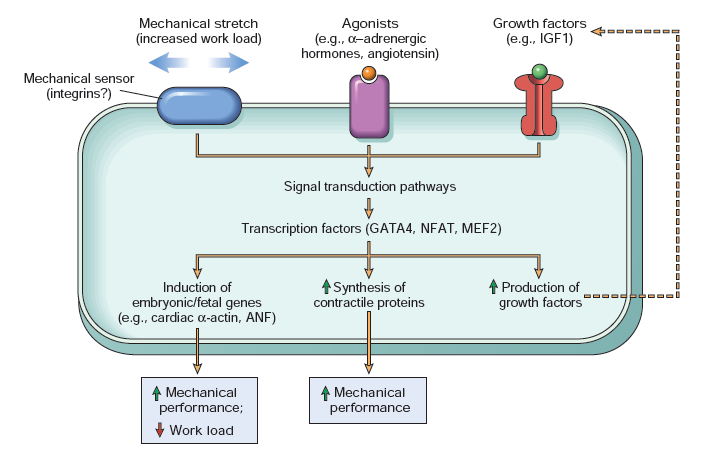 Mechanical stretch
(increased work load)
Agonists
(e.g., α–adrenergic
hormones, angiotensin)
Growth factors
(e.g., IGF1)
Mechanical sensor
(integrins?)
Signal transduction pathways
Transcription factors (GATA4, NFAT, MEF2)
Induction of
embryonic/fetal genes
(e.g., cardiac α-actin, ANF)
Synthesis of
contractile proteins
Production of
growth factors
Mechanical
performance;
Work load
Mechanical
performance